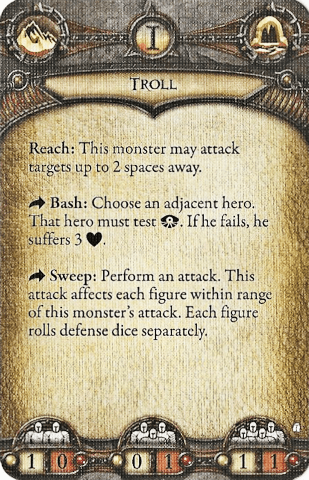 I
TROLL
Reach: This monster may attack
targets up to 2 spaces away.
Bash: Choose an adjacent hero.
That hero must test . If he fails, he
suffers 3 .
Sweep: Perform an attack. This
attack affects each figure within range
of this monster's attack. Each figure
rolls defense dice separately.
1 0 0 1 1 1